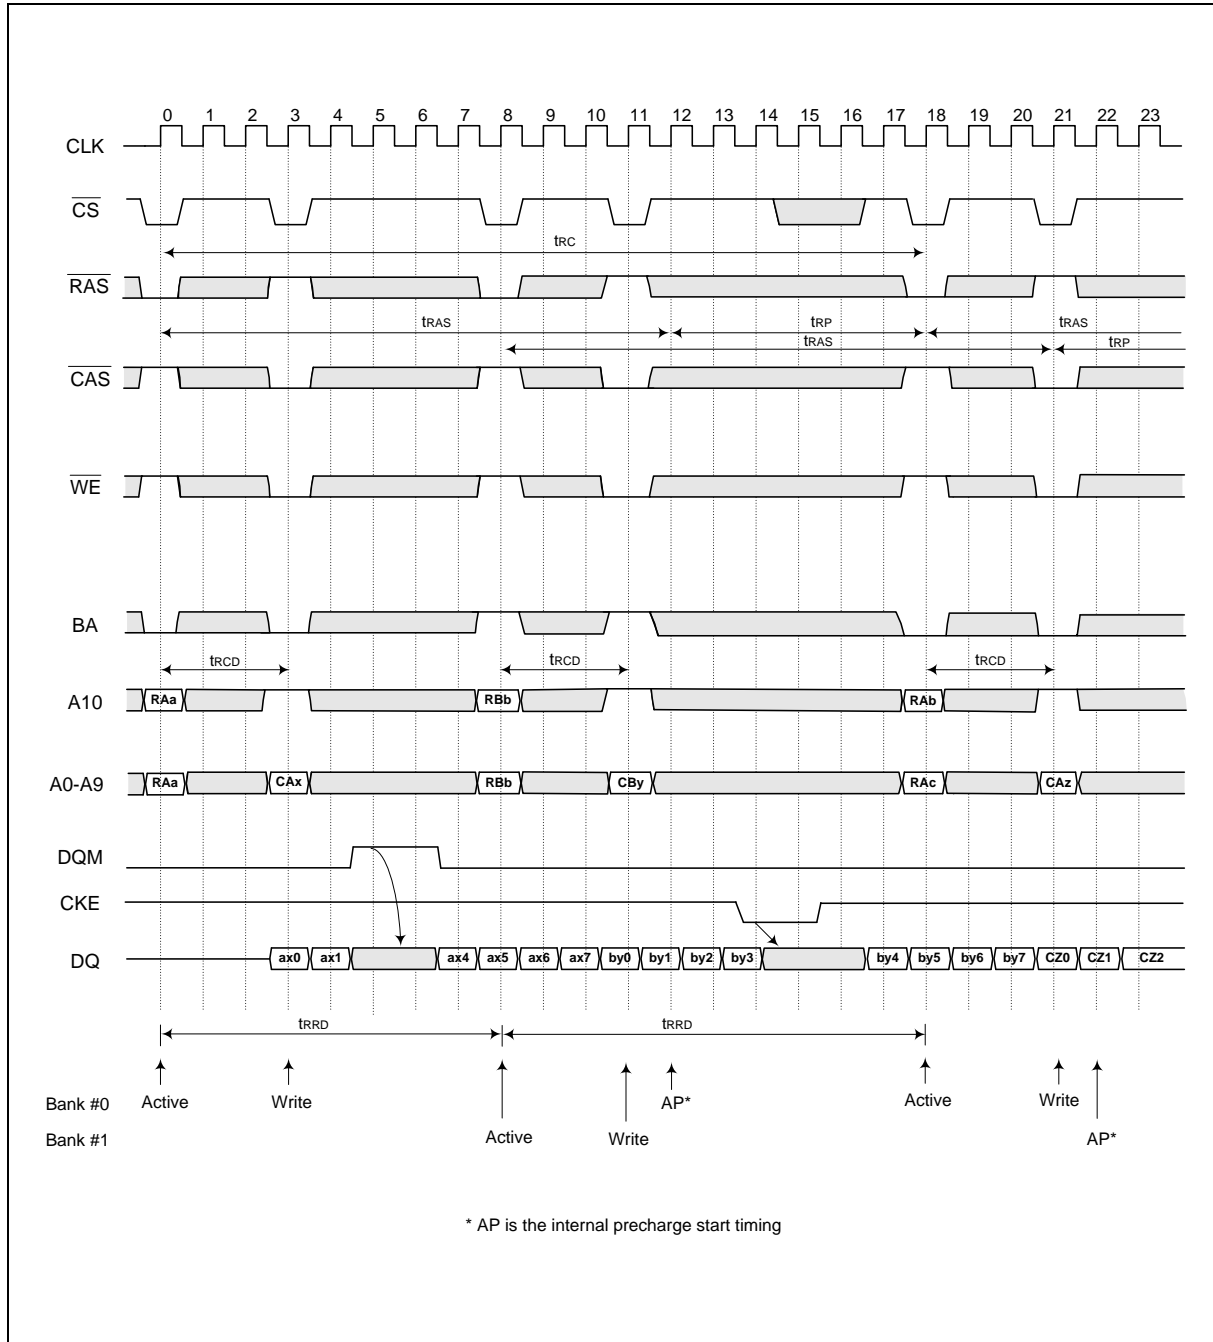 0 1 2 3 4 5 6 7 8 9 10 11 12 13 14 15 16 17 18 19 20 21 22 23
CLK
CS
tRC
RAS
tRAS tRP tRAS
tRAS tRP
CAS
WE
BA
tRCD tRCD tRCD
A10 RAa RBb RAb
A0-A9 RAa CAx RBb CBy RAc CAz
DQM
CKE
DQ ax0 ax1 ax4 ax5 ax6 ax7 by0 by1 by2 by3 by4 by5 by6 by7 CZ0 CZ1 CZ2
tRRD tRRD
Bank #0 Active Write AP* Active Write
Bank #1 Active Write AP*
* AP is the internal precharge start timing